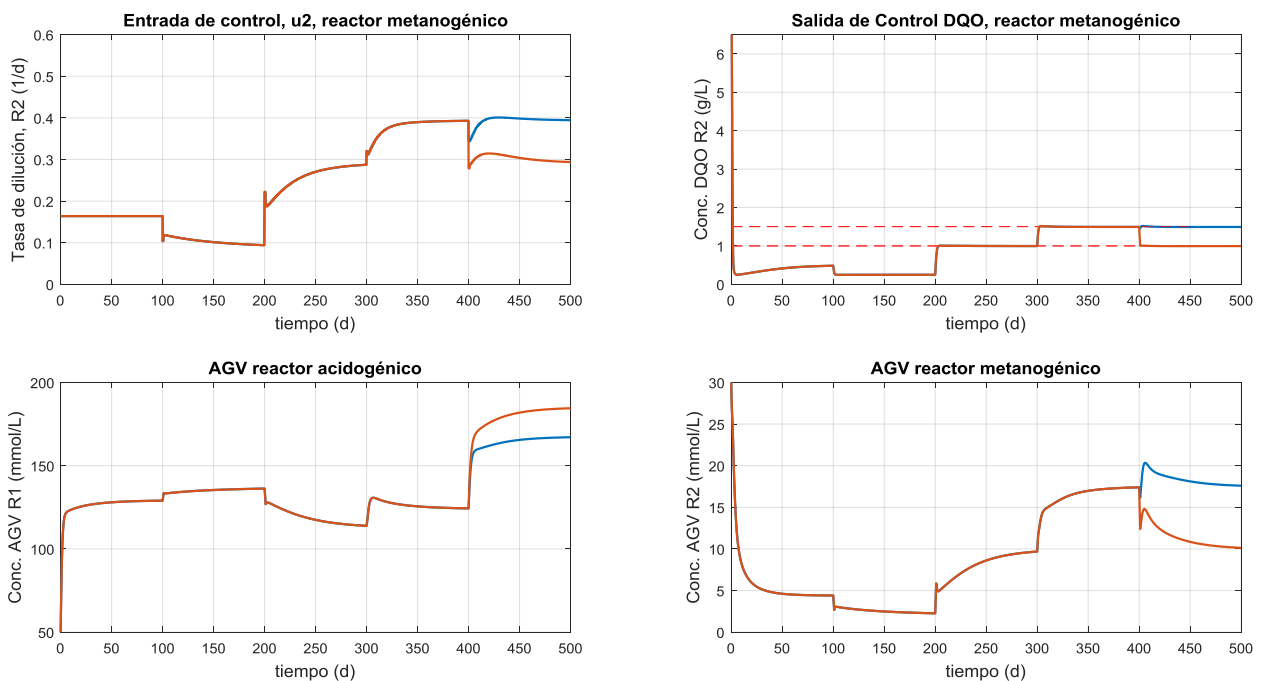 Entrada de control, u2, reactor metanogénico
Tasa de dilución, R2 (1/d)
0.6
0.5
0.4
0.3
0.2
0.1
0
0 50 100 150 200 250 300 350 400 450 500
tiempo (d)
Salida de Control DQO, reactor metanogénico
Conc. DQO R2 (g/L)
6
5
4
3
2
1
0
0 50 100 150 200 250 300 350 400 450 500
tiempo (d)
AGV reactor acidogénico
Conc. AGV R1 (mmol/L)
200
150
100
50
0 50 100 150 200 250 300 350 400 450 500
tiempo (d)
AGV reactor metanogénico
Conc. AGV R2 (mmol/L)
30
25
20
15
10
5
0
0 50 100 150 200 250 300 350 400 450 500
tiempo (d)